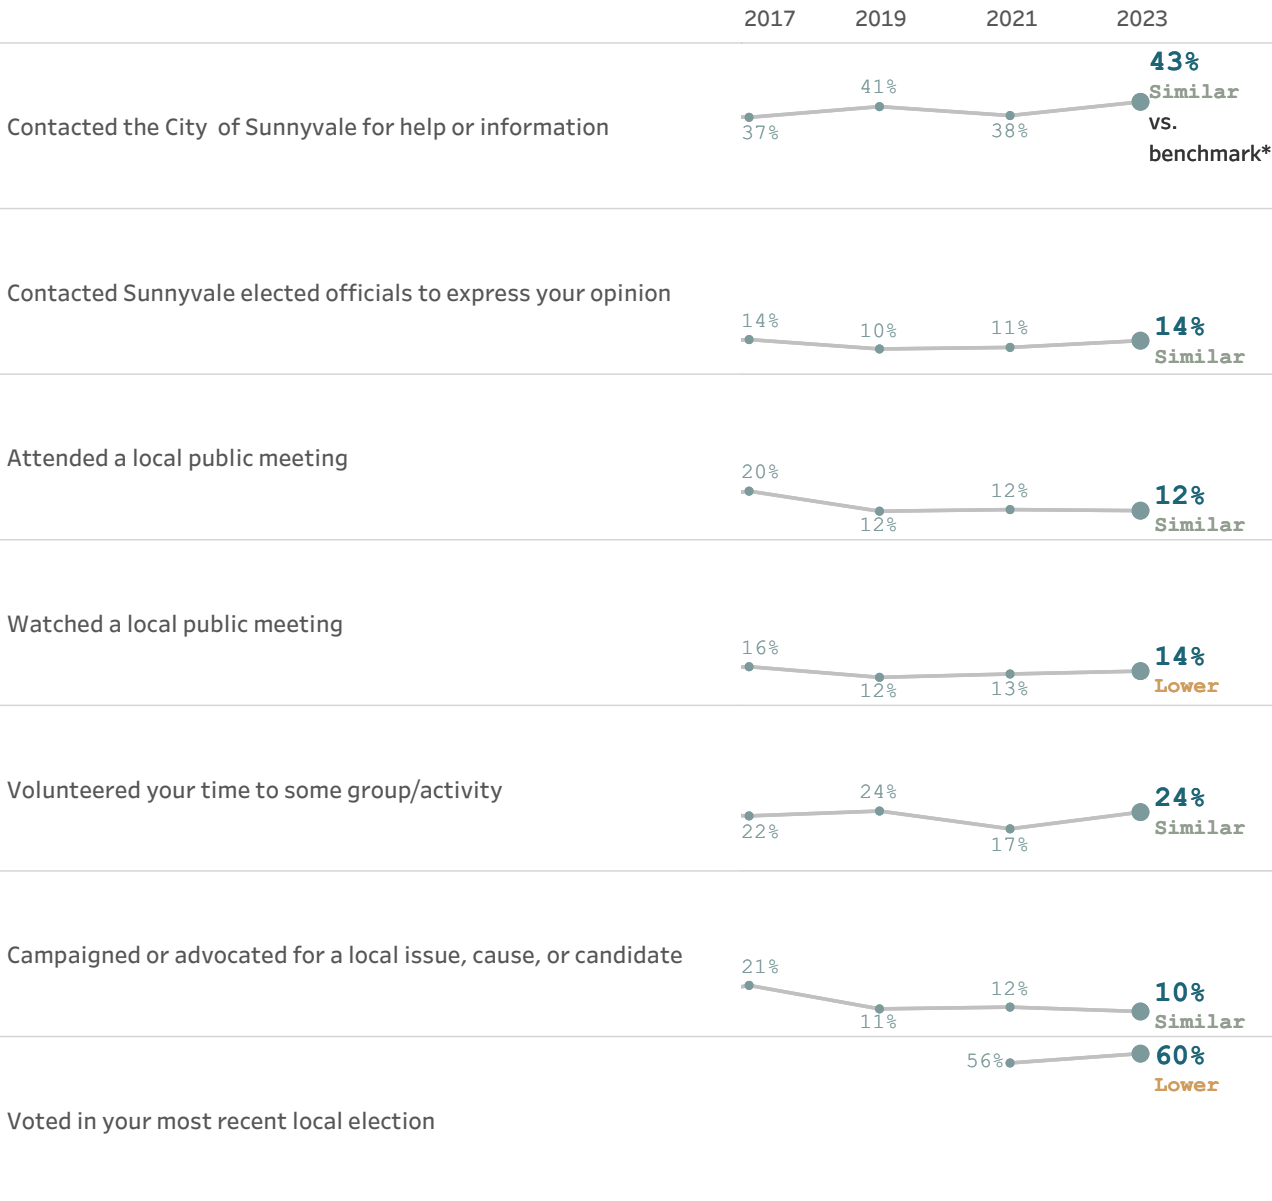 2017 2019 2021 2023
43%
41%
Similar
Contacted the City  of Sunnyvale for help or information
37%
38%
vs.
benchmark*
Contacted Sunnyvale elected officials to express your opinion
14%
10%
11%
14%
Similar
Attended a local public meeting
20%
12%
12%
12%
Similar
Watched a local public meeting
16%
12%
13%
14%
Lower
Volunteered your time to some group/activity
22%
24%
17%
24%
Similar
Campaigned or advocated for a local issue, cause, or candidate
21%
11%
12%
10%
Similar
56%
60%
Lower
Voted in your most recent local election